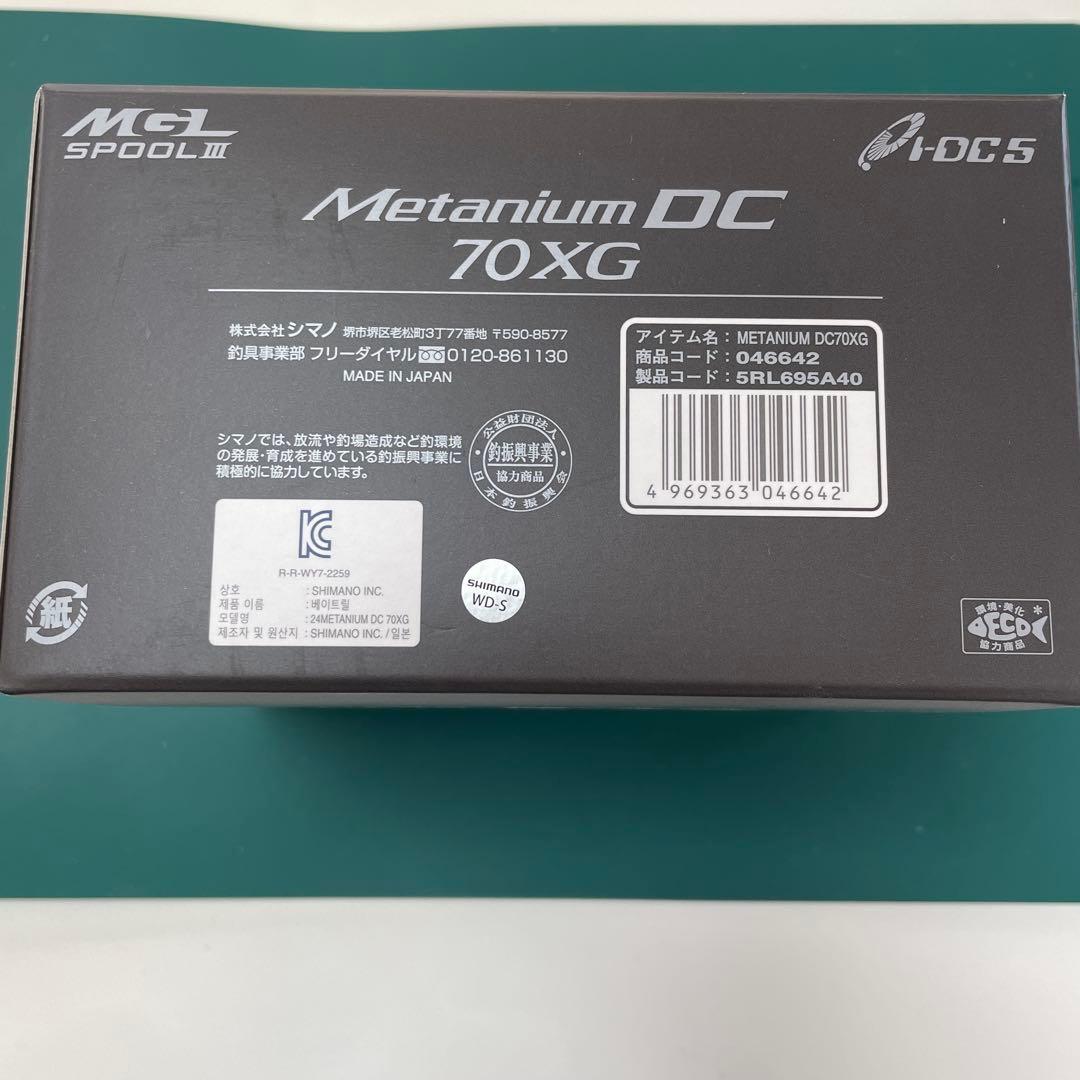 MGL
SPOOL III
I-DC5
Metanium DC
70XG
株式会社シマノ 堺市堺区老松町3丁77番地 〒590-8577
釣具事業部 フリーダイヤル 0120-861130
MADE IN JAPAN
アイテム名：METANIUM DC70XG
商品コード：046642
製品コード：5RL695A40
4 969363 046642
シマノでは、放流や釣場造成など釣環境
の発展・育成を進めている釣振興事業に
積極的に協力しています。
公益財団法人
釣振興事業
協力商品
日本釣振興会
R-R-WY7-2259
상호 : SHIMANO INC.
제품 이름 : 베이트릴
모델명 : 24METANIUM DC 70XG
제조자 및 원산지 : SHIMANO INC. / 일본
SHIMANO
WD-S
紙
環境・美化
ECO
協力商品